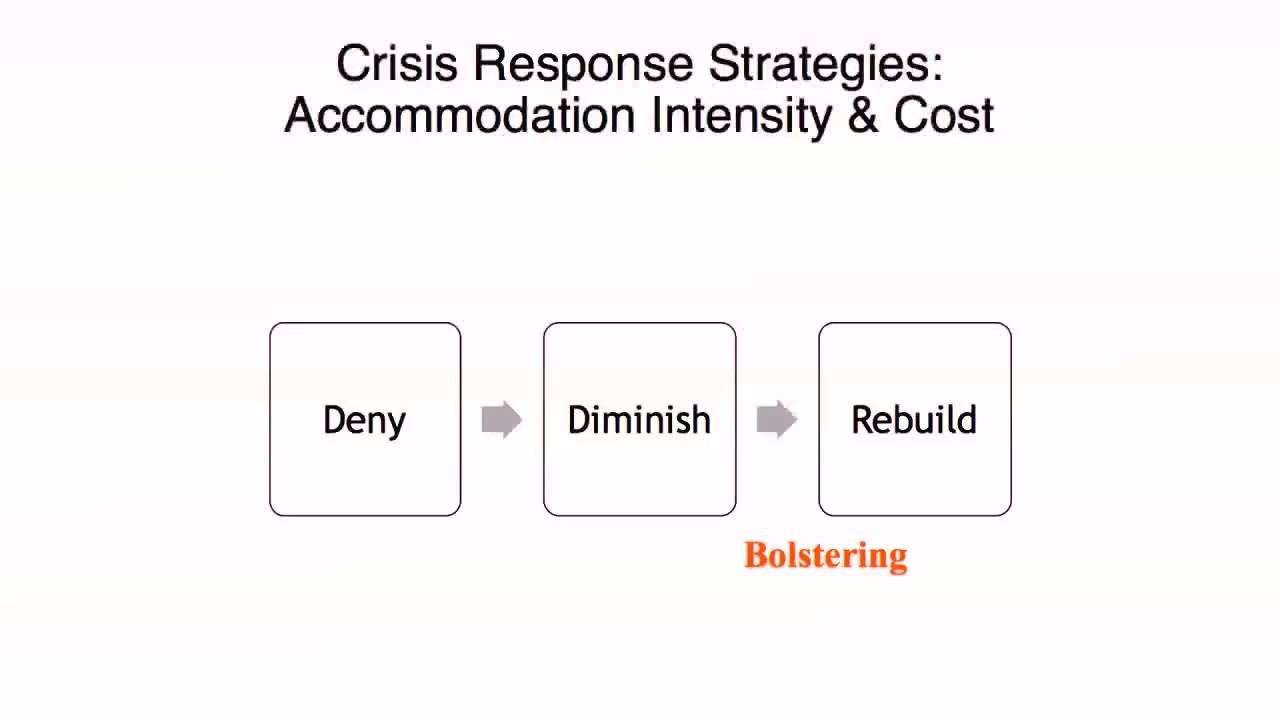 Crisis Response Strategies:
Accommodation Intensity & Cost
Deny
Diminish
Rebuild
Bolstering